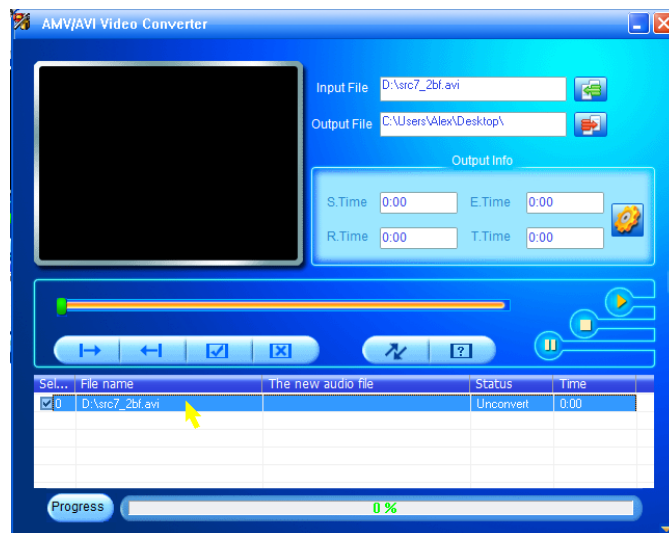 AMV/AVI Video Converter
Input File D:\src7_2bf.avi
Output File C:\Users\Alex\Desktop\
Output Info
S.Time 0:00 E.Time 0:00
R.Time 0:00 T.Time 0:00
Sel... File name The new audio file Status Time
0 D:\src7_2bf.avi Unconvert 0:00
Progress 0 %